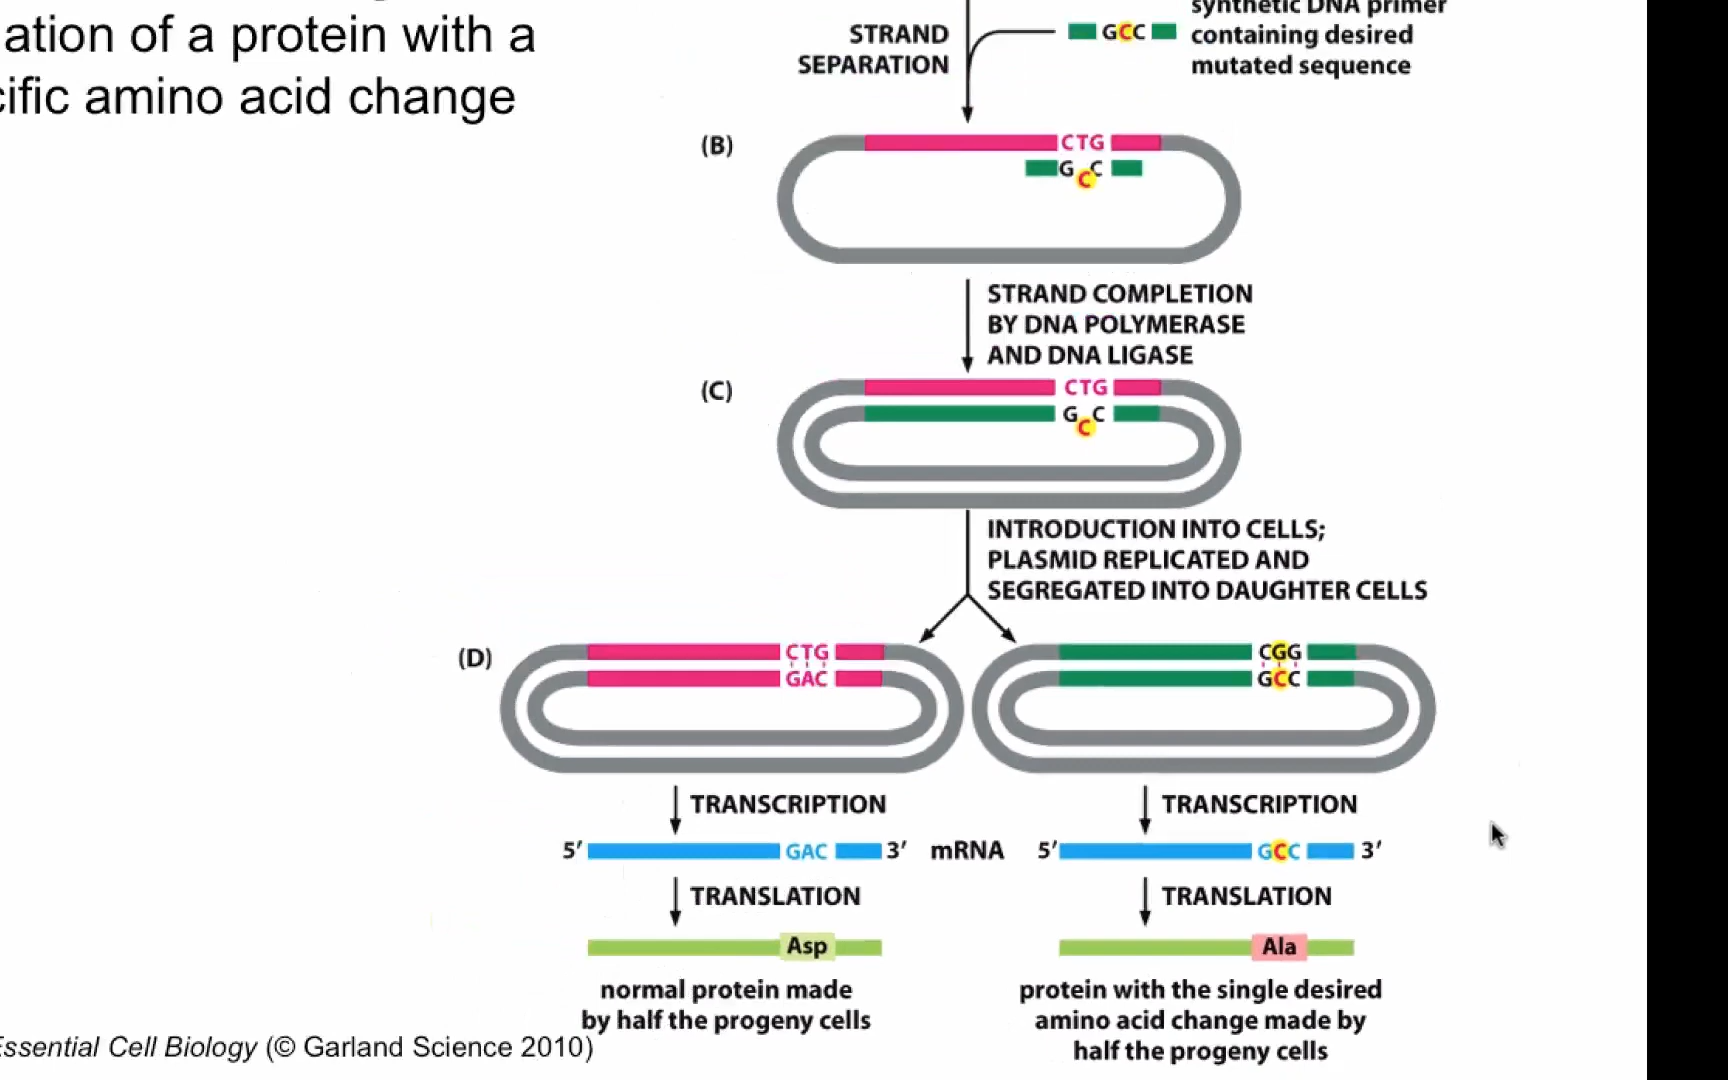 ation of a protein with a
cific amino acid change
synthetic DNA primer
containing desired
mutated sequence
GCC
STRAND
SEPARATION
(B)
CTG
G C C
STRAND COMPLETION
BY DNA POLYMERASE
AND DNA LIGASE
(C)
CTG
G C C
INTRODUCTION INTO CELLS;
PLASMID REPLICATED AND
SEGREGATED INTO DAUGHTER CELLS
(D)
CTG
GAC
CGG
GCC
TRANSCRIPTION
TRANSCRIPTION
5′ GAC 3′ mRNA 5′ GCC 3′
TRANSLATION
TRANSLATION
Asp
Ala
normal protein made
by half the progeny cells
protein with the single desired
amino acid change made by
half the progeny cells
Essential Cell Biology (© Garland Science 2010)